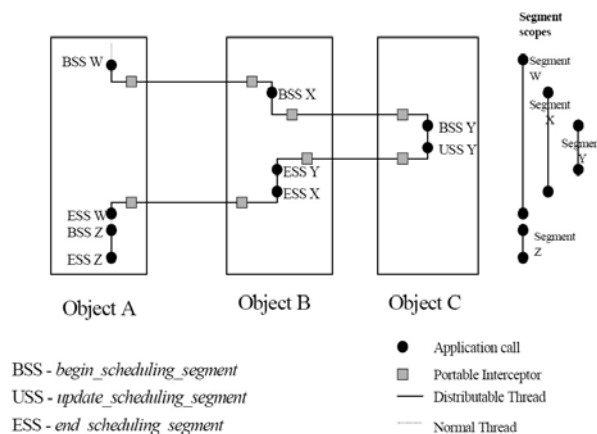 Segment
scopes
BSS W
Segment
W
BSS X
Segment
X
BSS Y
USS Y
Segment
Y
ESS Y
ESS X
ESS W
BSS Z
ESS Z
Segment
Z
Object A
Object B
Object C
BSS - begin_scheduling_segment
USS - update_scheduling_segment
ESS - end_scheduling_segment
Application call
Portable Interceptor
Distributable Thread
Normal Thread